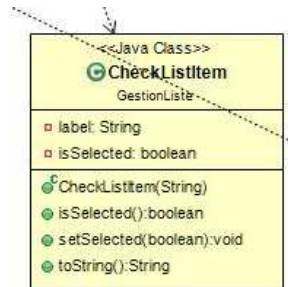 <<Java Class>>
CheckListItem
GestionListe
label: String
isSelected: boolean
CheckListItem(String)
isSelected():boolean
setSelected(boolean):void
toString():String